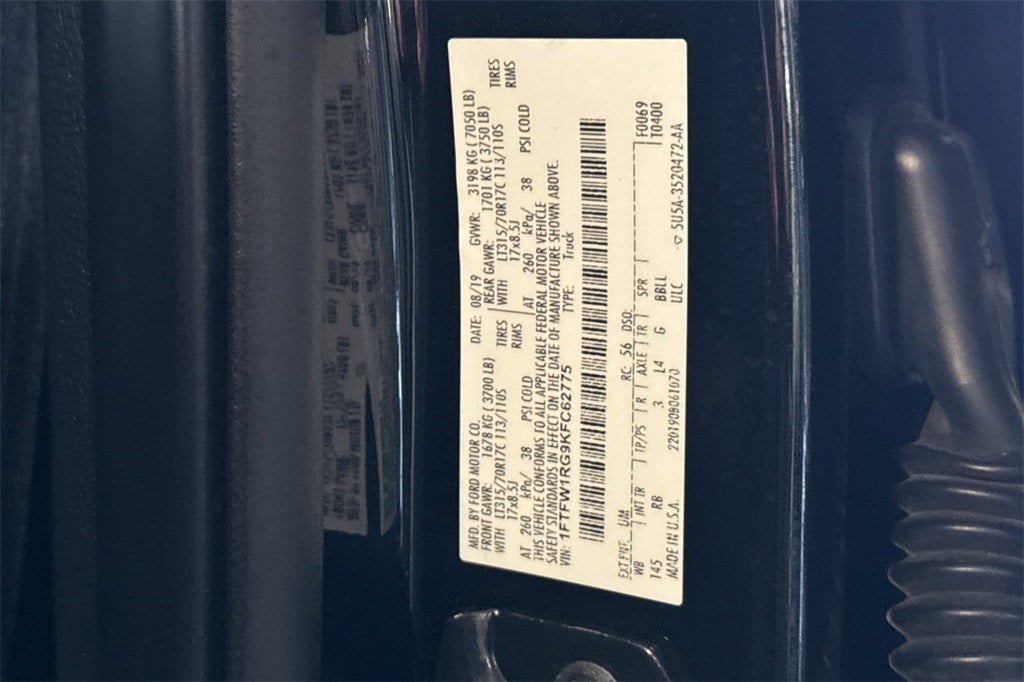 MFD. BY FORD MOTOR CO.
DATE: 08/19 GVWR: 3198 KG ( 7050 LB)
FRONT GAWR: 1678 KG ( 3700 LB) REAR GAWR: 1701 KG ( 3750 LB)
WITH LT315/70R17C 113/110S TIRES WITH LT315/70R17C 113/110S TIRES
17x8.5J RIMS 17x8.5J RIMS
AT 260 kPa/ 38 PSI COLD AT 260 kPa/ 38 PSI COLD
THIS VEHICLE CONFORMS TO ALL APPLICABLE FEDERAL MOTOR VEHICLE
SAFETY STANDARDS IN EFFECT ON THE DATE OF MANUFACTURE SHOWN ABOVE.
VIN: 1FTFW1RG9KFC62775 TYPE: Truck
EXT PNT: UM RC: 56 DSO: F0069
WB INT TR TP/PS R AXLE TR SPR T0400
145 RB 3 L4 G BBLL
MADE IN U.S.A. 2201908061670 ULC 5U5A-3520472-AA